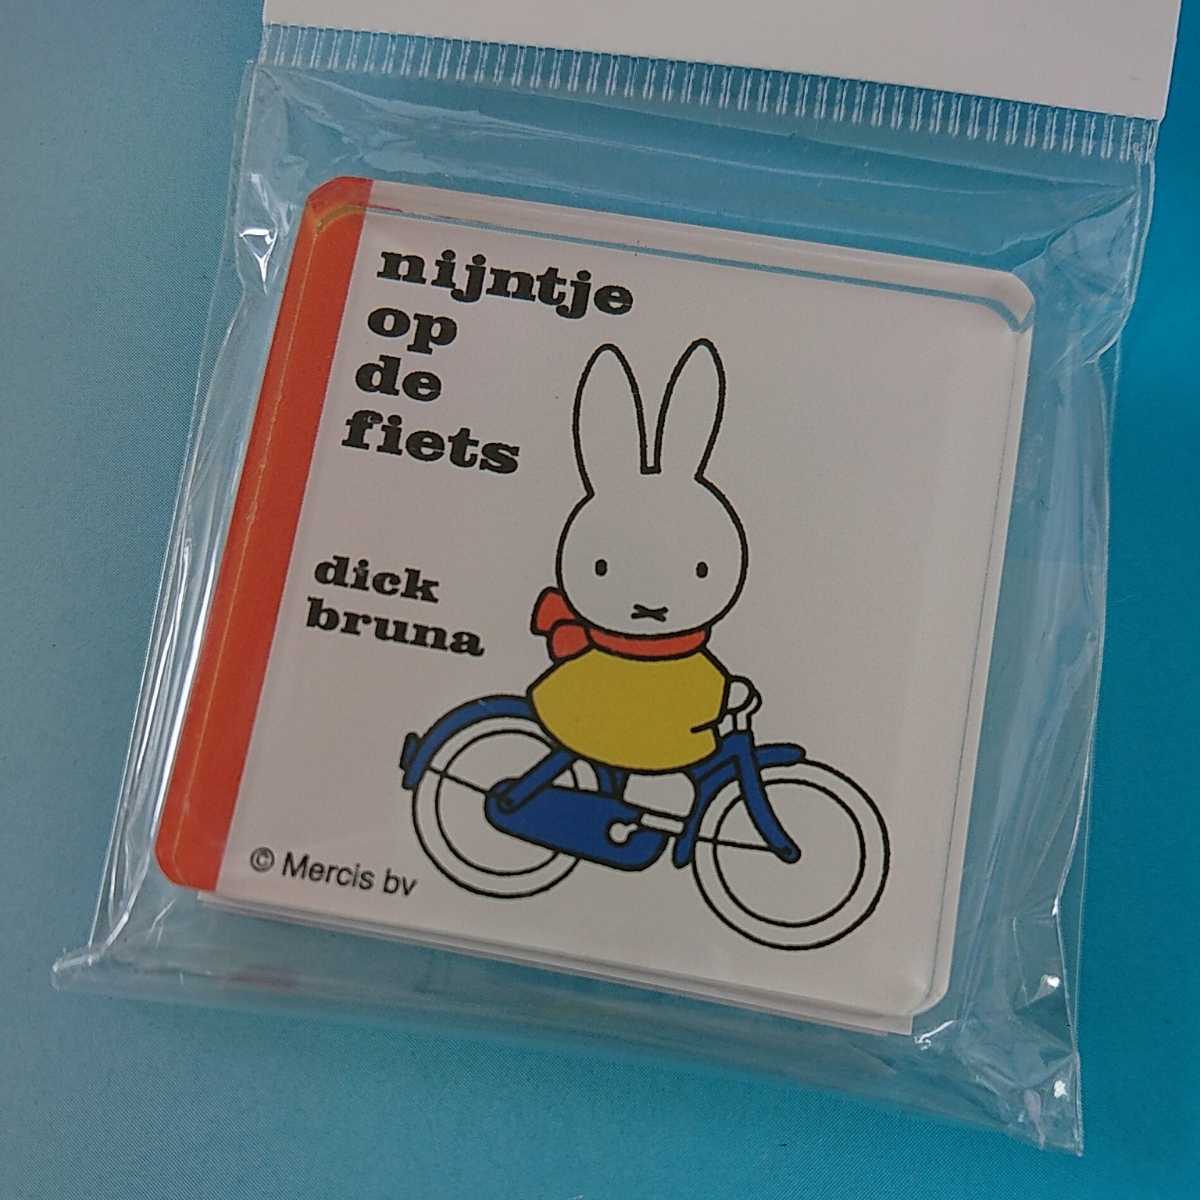 nijntje
op
de
fiets
dick
bruna
© Mercis bv